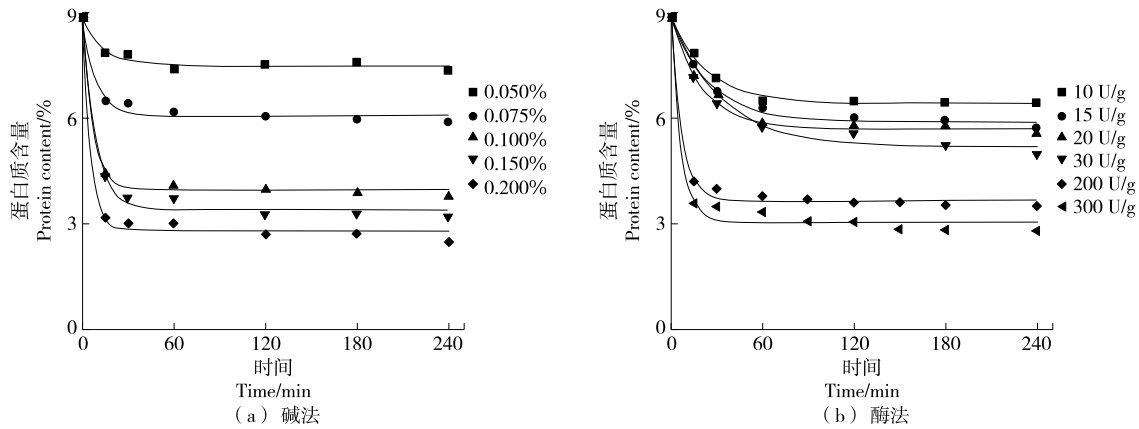 9
6
3
0
蛋白质含量
Protein content/%
0 60 120 180 240
时间
Time/min
（a）碱法
0.050%
0.075%
0.100%
0.150%
0.200%
9
6
3
0
蛋白质含量
Protein content/%
0 60 120 180 240
时间
Time/min
（b）酶法
10 U/g
15 U/g
20 U/g
30 U/g
200 U/g
300 U/g